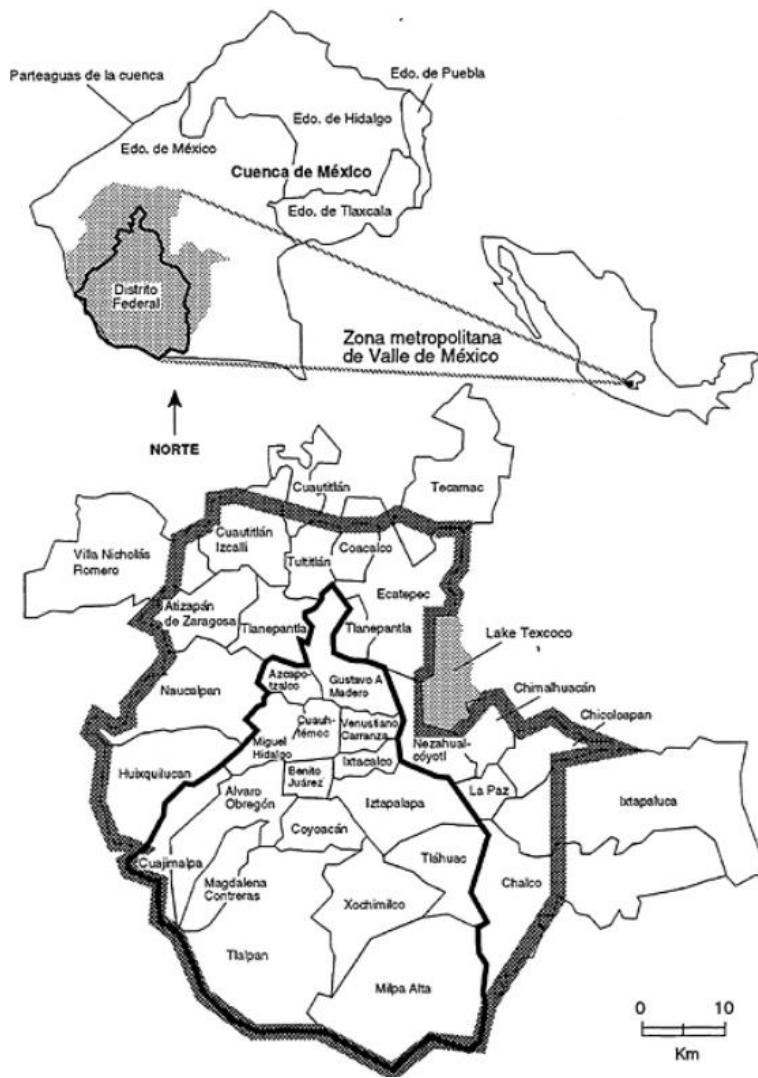 Parteaguas de la cuenca
Edo. de Puebla
Edo. de Hidalgo
Edo. de México
Cuenca de México
Edo. de Tlaxcala
Distrito
Federal
Zona metropolitana
de Valle de México
NORTE
Cuautitlán
Tecamac
Villa Nicholás
Romero
Cuautitlán
Izcalli
Coacalco
Tultitlán
Ecatepec
Atizapán
de Zaragosa
Tlanepantla
Tlanepantla
Lake Texcoco
Naucalpan
Azcapo-
tzalco
Gustavo A
Madero
Chimalhuacán
Chicoloapan
Cuauh-
témoc
Venustiano
Carranza
Nezahual-
cóyotl
Miguel
Hidalgo
Ixtacalco
Huixquilucan
Benito
Juárez
La Paz
Ixtapaluca
Alvaro
Obregón
Iztapalapa
Coyoacán
Cuajimalpa
Tláhuac
Chalco
Magdalena
Contreras
Xochimilco
Tlalpan
Milpa Alta
0 10
Km